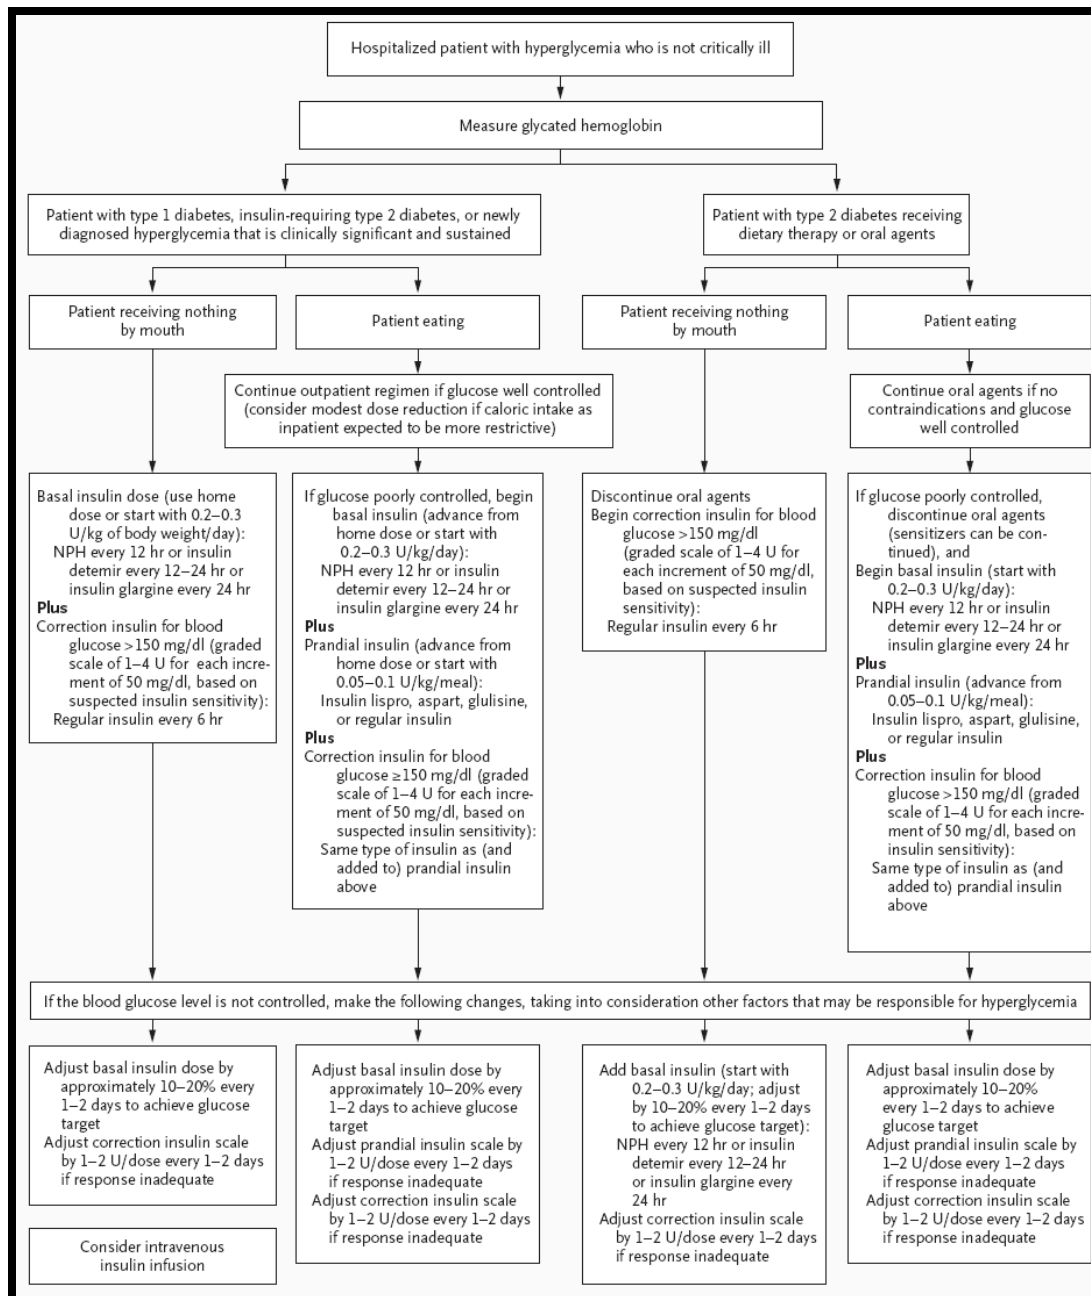 Hospitalized patient with hyperglycemia who is not critically ill
Measure glycated hemoglobin
Patient with type 1 diabetes, insulin-requiring type 2 diabetes, or newly
diagnosed hyperglycemia that is clinically significant and sustained
Patient with type 2 diabetes receiving
dietary therapy or oral agents
Patient receiving nothing
by mouth
Patient eating
Patient receiving nothing
by mouth
Patient eating
Continue outpatient regimen if glucose well controlled
(consider modest dose reduction if caloric intake as
inpatient expected to be more restrictive)
Continue oral agents if no
contraindications and glucose
well controlled
Basal insulin dose (use home
dose or start with 0.2–0.3
U/kg of body weight/day):
NPH every 12 hr or insulin
detemir every 12–24 hr or
insulin glargine every 24 hr
Plus
Correction insulin for blood
glucose >150 mg/dl (graded
scale of 1–4 U for each incre-
ment of 50 mg/dl, based on
suspected insulin sensitivity):
Regular insulin every 6 hr
If glucose poorly controlled, begin
basal insulin (advance from
home dose or start with
0.2–0.3 U/kg/day):
NPH every 12 hr or insulin
detemir every 12–24 hr or
insulin glargine every 24 hr
Plus
Prandial insulin (advance from
home dose or start with
0.05–0.1 U/kg/meal):
Insulin lispro, aspart, glulisine,
or regular insulin
Plus
Correction insulin for blood
glucose ≥150 mg/dl (graded
scale of 1–4 U for each incre-
ment of 50 mg/dl, based on
suspected insulin sensitivity):
Same type of insulin as (and
added to) prandial insulin
above
Discontinue oral agents
Begin correction insulin for blood
glucose >150 mg/dl
(graded scale of 1–4 U for
each increment of 50 mg/dl,
based on suspected insulin
sensitivity):
Regular insulin every 6 hr
If glucose poorly controlled,
discontinue oral agents
(sensitizers can be con-
tinued), and
Begin basal insulin (start with
0.2–0.3 U/kg/day):
NPH every 12 hr or insulin
detemir every 12–24 hr or
insulin glargine every 24 hr
Plus
Prandial insulin (advance from
0.05–0.1 U/kg/meal):
Insulin lispro, aspart, glulisine,
or regular insulin
Plus
Correction insulin for blood
glucose >150 mg/dl (graded
scale of 1–4 U for each incre-
ment of 50 mg/dl, based on
insulin sensitivity):
Same type of insulin as (and
added to) prandial insulin
above
If the blood glucose level is not controlled, make the following changes, taking into consideration other factors that may be responsible for hyperglycemia
Adjust basal insulin dose by
approximately 10–20% every
1–2 days to achieve glucose
target
Adjust correction insulin scale
by 1–2 U/dose every 1–2 days
if response inadequate
Consider intravenous
insulin infusion
Adjust basal insulin dose by
approximately 10–20% every
1–2 days to achieve glucose
target
Adjust prandial insulin scale by
1–2 U/dose every 1–2 days
if response inadequate
Adjust correction insulin scale
by 1–2 U/dose every 1–2 days
if response inadequate
Add basal insulin (start with
0.2–0.3 U/kg/day; adjust
by 10–20% every 1–2 days
to achieve glucose target):
NPH every 12 hr or insulin
detemir every 12–24 hr
or insulin glargine every
24 hr
Adjust correction insulin scale
by 1–2 U/dose every 1–2 days
if response inadequate
Adjust basal insulin dose by
approximately 10–20%
every 1–2 days to achieve
glucose target
Adjust prandial insulin scale by
1–2 U/dose every 1–2 days
if response inadequate
Adjust correction insulin scale
by 1–2 U/dose every 1–2 days
if response inadequate